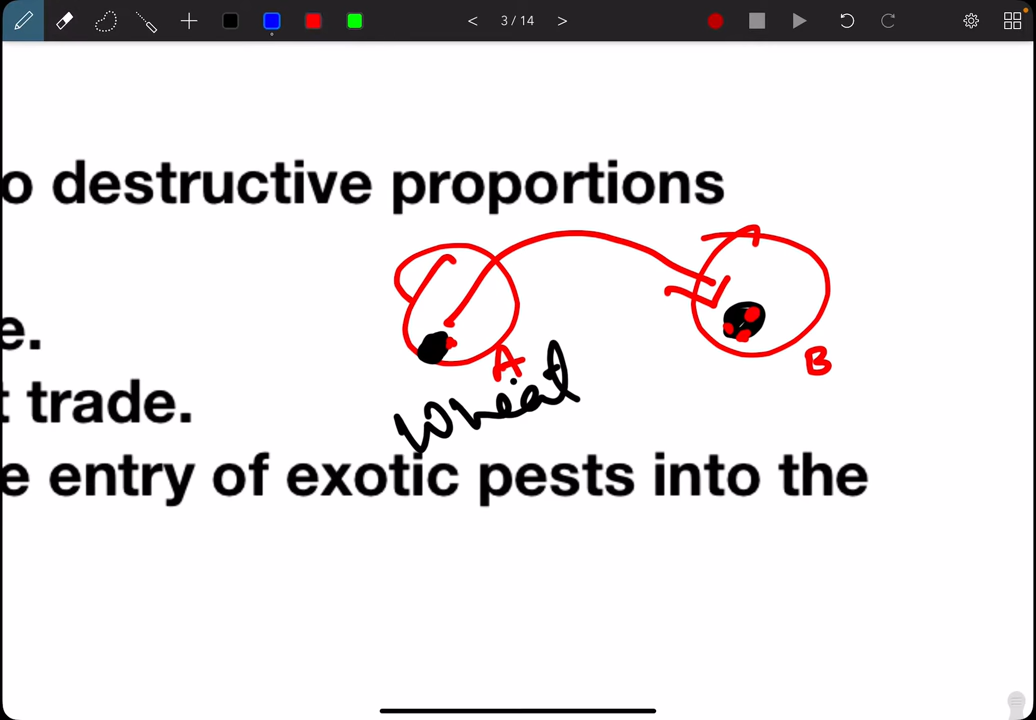 3 / 14
o destructive proportions
A
B
e.
wheat
t trade.
e entry of exotic pests into the